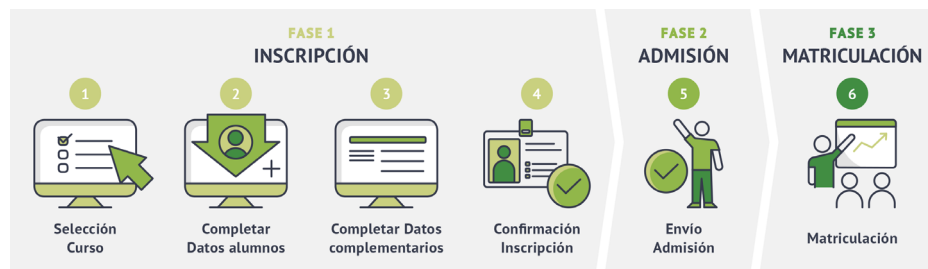 FASE 1
INSCRIPCIÓN
1
2
3
4
Selección
Curso
Completar
Datos alumnos
Completar Datos
complementarios
Confirmación
Inscripción
FASE 2
ADMISIÓN
5
Envío
Admisión
FASE 3
MATRICULACIÓN
6
Matriculación